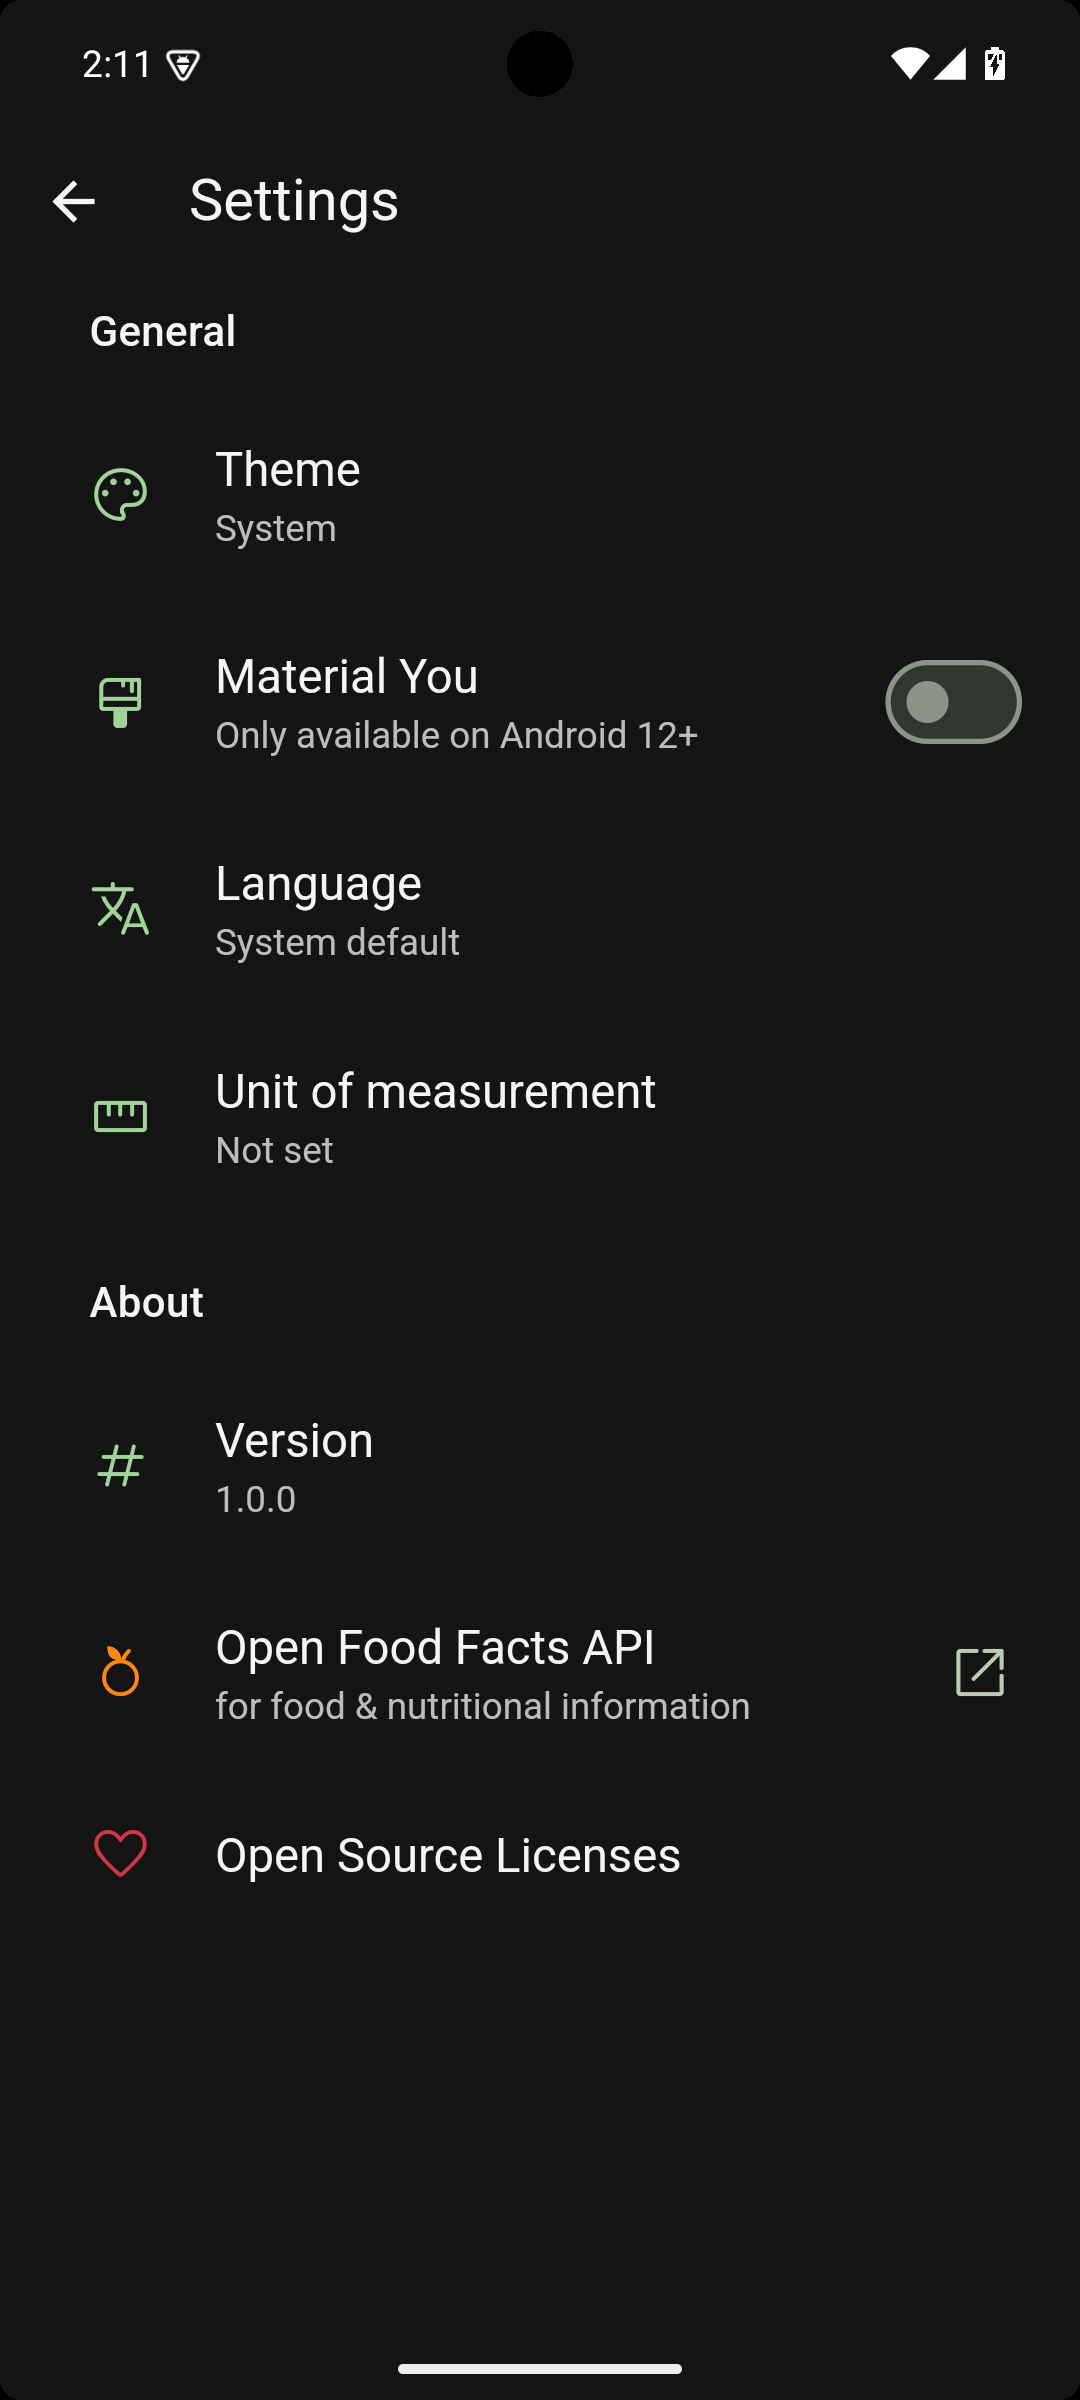 2:11
Settings
General
Theme
System
Material You
Only available on Android 12+
Language
System default
Unit of measurement
Not set
About
Version
1.0.0
Open Food Facts API
for food & nutritional information
Open Source Licenses